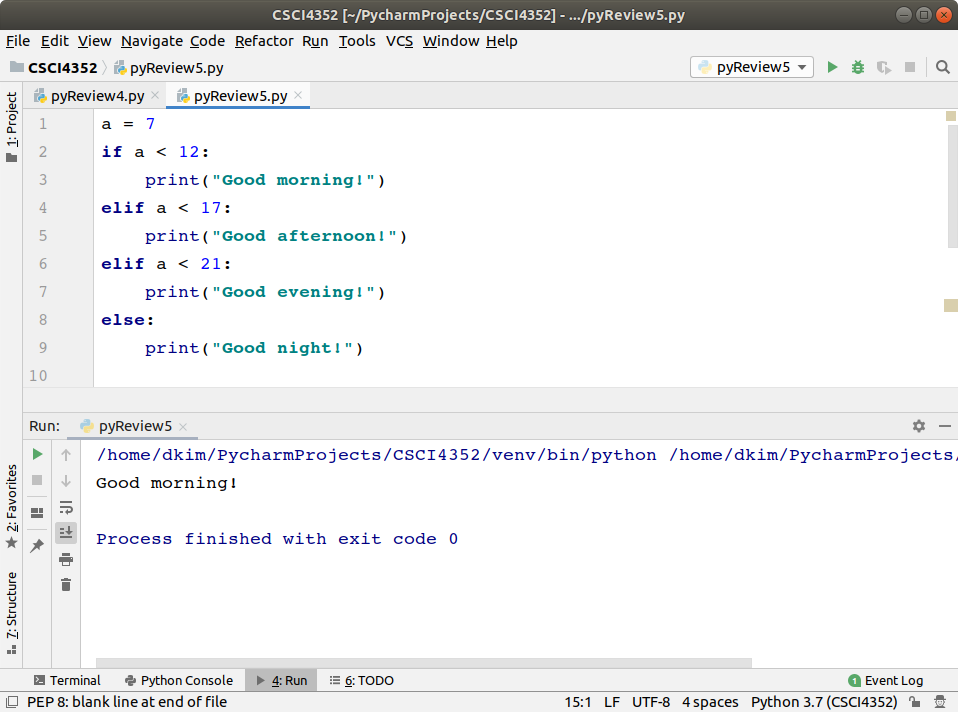 CSCI4352 [~/PycharmProjects/CSCI4352] - .../pyReview5.py
File Edit View Navigate Code Refactor Run Tools VCS Window Help
CSCI4352 pyReview5.py pyReview5
1: Project
pyReview4.py pyReview5.py
1 a = 7
2 if a < 12:
3     print("Good morning!")
4 elif a < 17:
5     print("Good afternoon!")
6 elif a < 21:
7     print("Good evening!")
8 else:
9     print("Good night!")
10
Run: pyReview5
/home/dkim/PycharmProjects/CSCI4352/venv/bin/python /home/dkim/PycharmProjects/
Good morning!
Process finished with exit code 0
2: Favorites
7: Structure
Terminal Python Console 4: Run 6: TODO 1 Event Log
PEP 8: blank line at end of file 15:1 LF UTF-8 4 spaces Python 3.7 (CSCI4352)